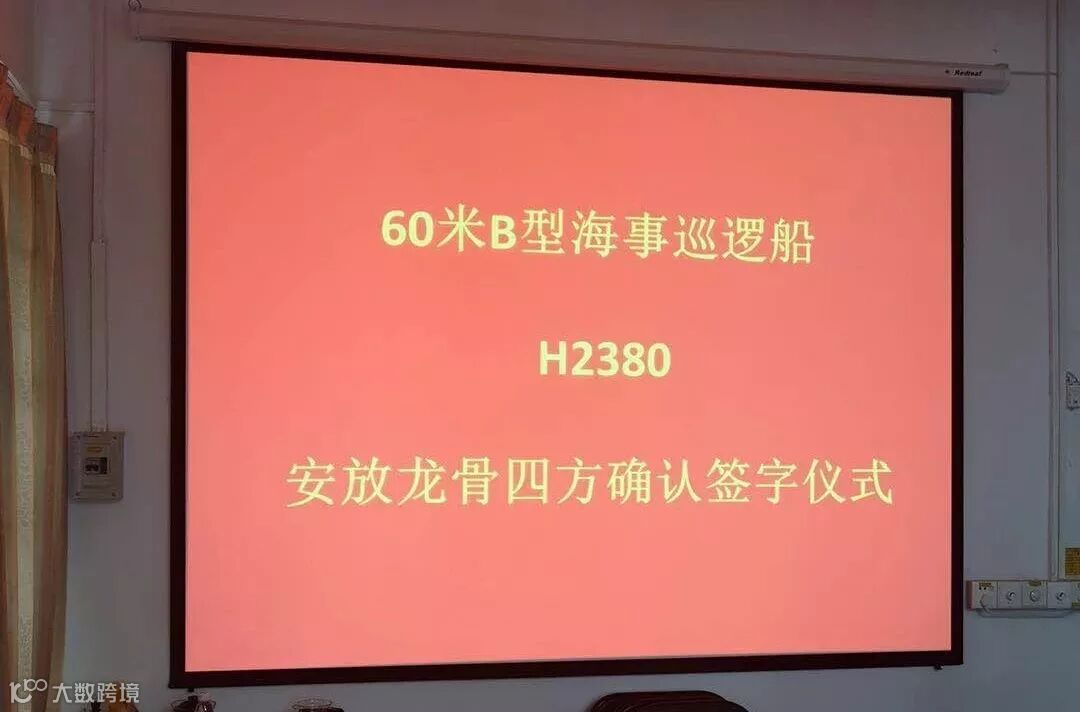 Redleaf
60米B型海事巡逻船
H2380
安放龙骨四方确认签字仪式
大数跨境